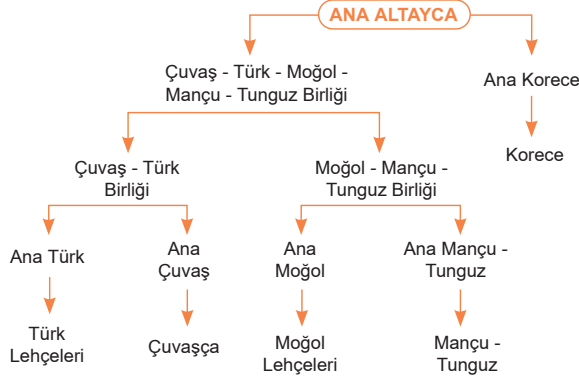 ANA ALTAYCA
Çuvaş - Türk - Moğol -
Mançu - Tunguz Birliği
Ana Korece
Korece
Çuvaş - Türk
Birliği
Moğol - Mançu -
Tunguz Birliği
Ana Türk
Ana
Çuvaş
Ana
Moğol
Ana Mançu -
Tunguz
Türk
Lehçeleri
Çuvaşça
Moğol
Lehçeleri
Mançu -
Tunguz